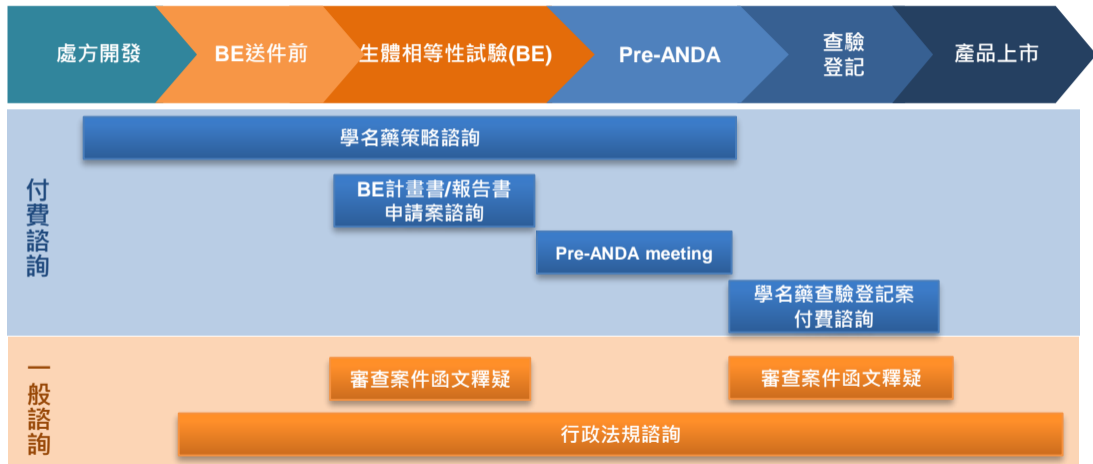 處方開發
BE送件前
生體相等性試驗(BE)
Pre-ANDA
查驗
登記
產品上市
付費諮詢
學名藥策略諮詢
BE計畫書/報告書
申請案諮詢
Pre-ANDA meeting
學名藥查驗登記案
付費諮詢
一般諮詢
審查案件函文釋疑
審查案件函文釋疑
行政法規諮詢